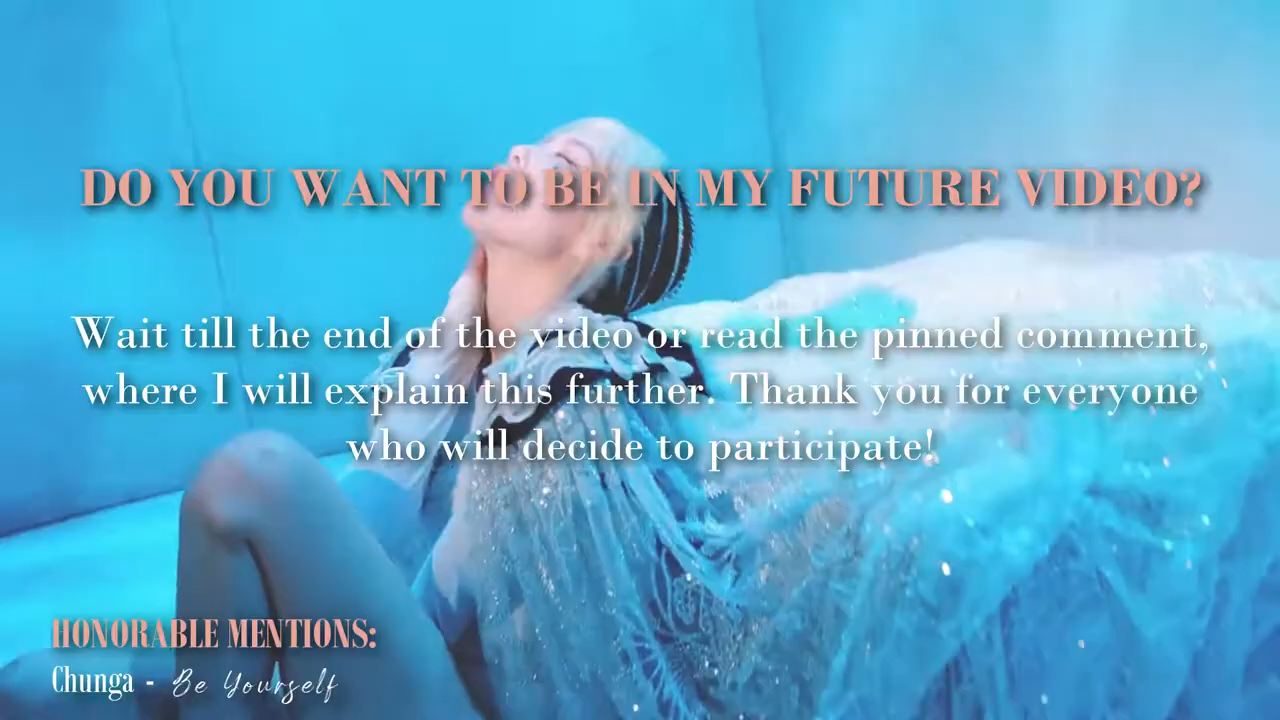 DO YOU WANT TO BE IN MY FUTURE VIDEO?
Wait till the end of the video or read the pinned comment,
where I will explain this further. Thank you for everyone
who will decide to participate!
HONORABLE MENTIONS:
Chunga - Be Yourself